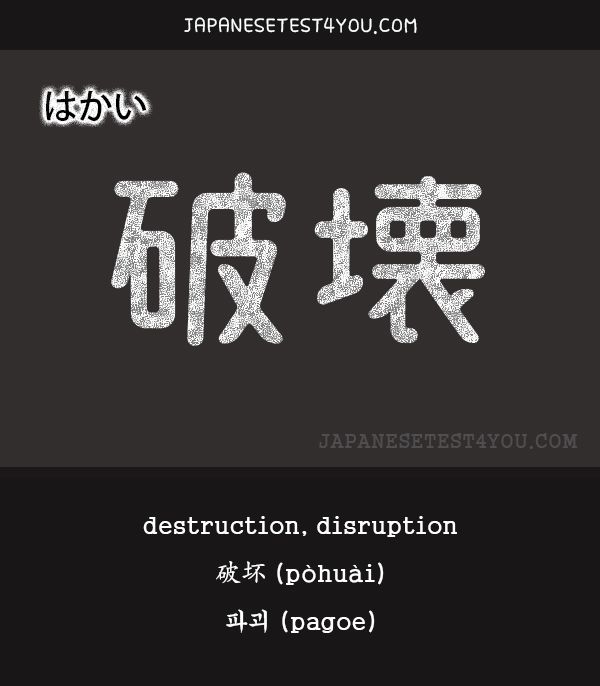 JAPANESETEST4YOU.COM
はかい
破壊
JAPANESETEST4YOU.COM
destruction, disruption
破坏 (pòhuài)
파괴 (pagoe)